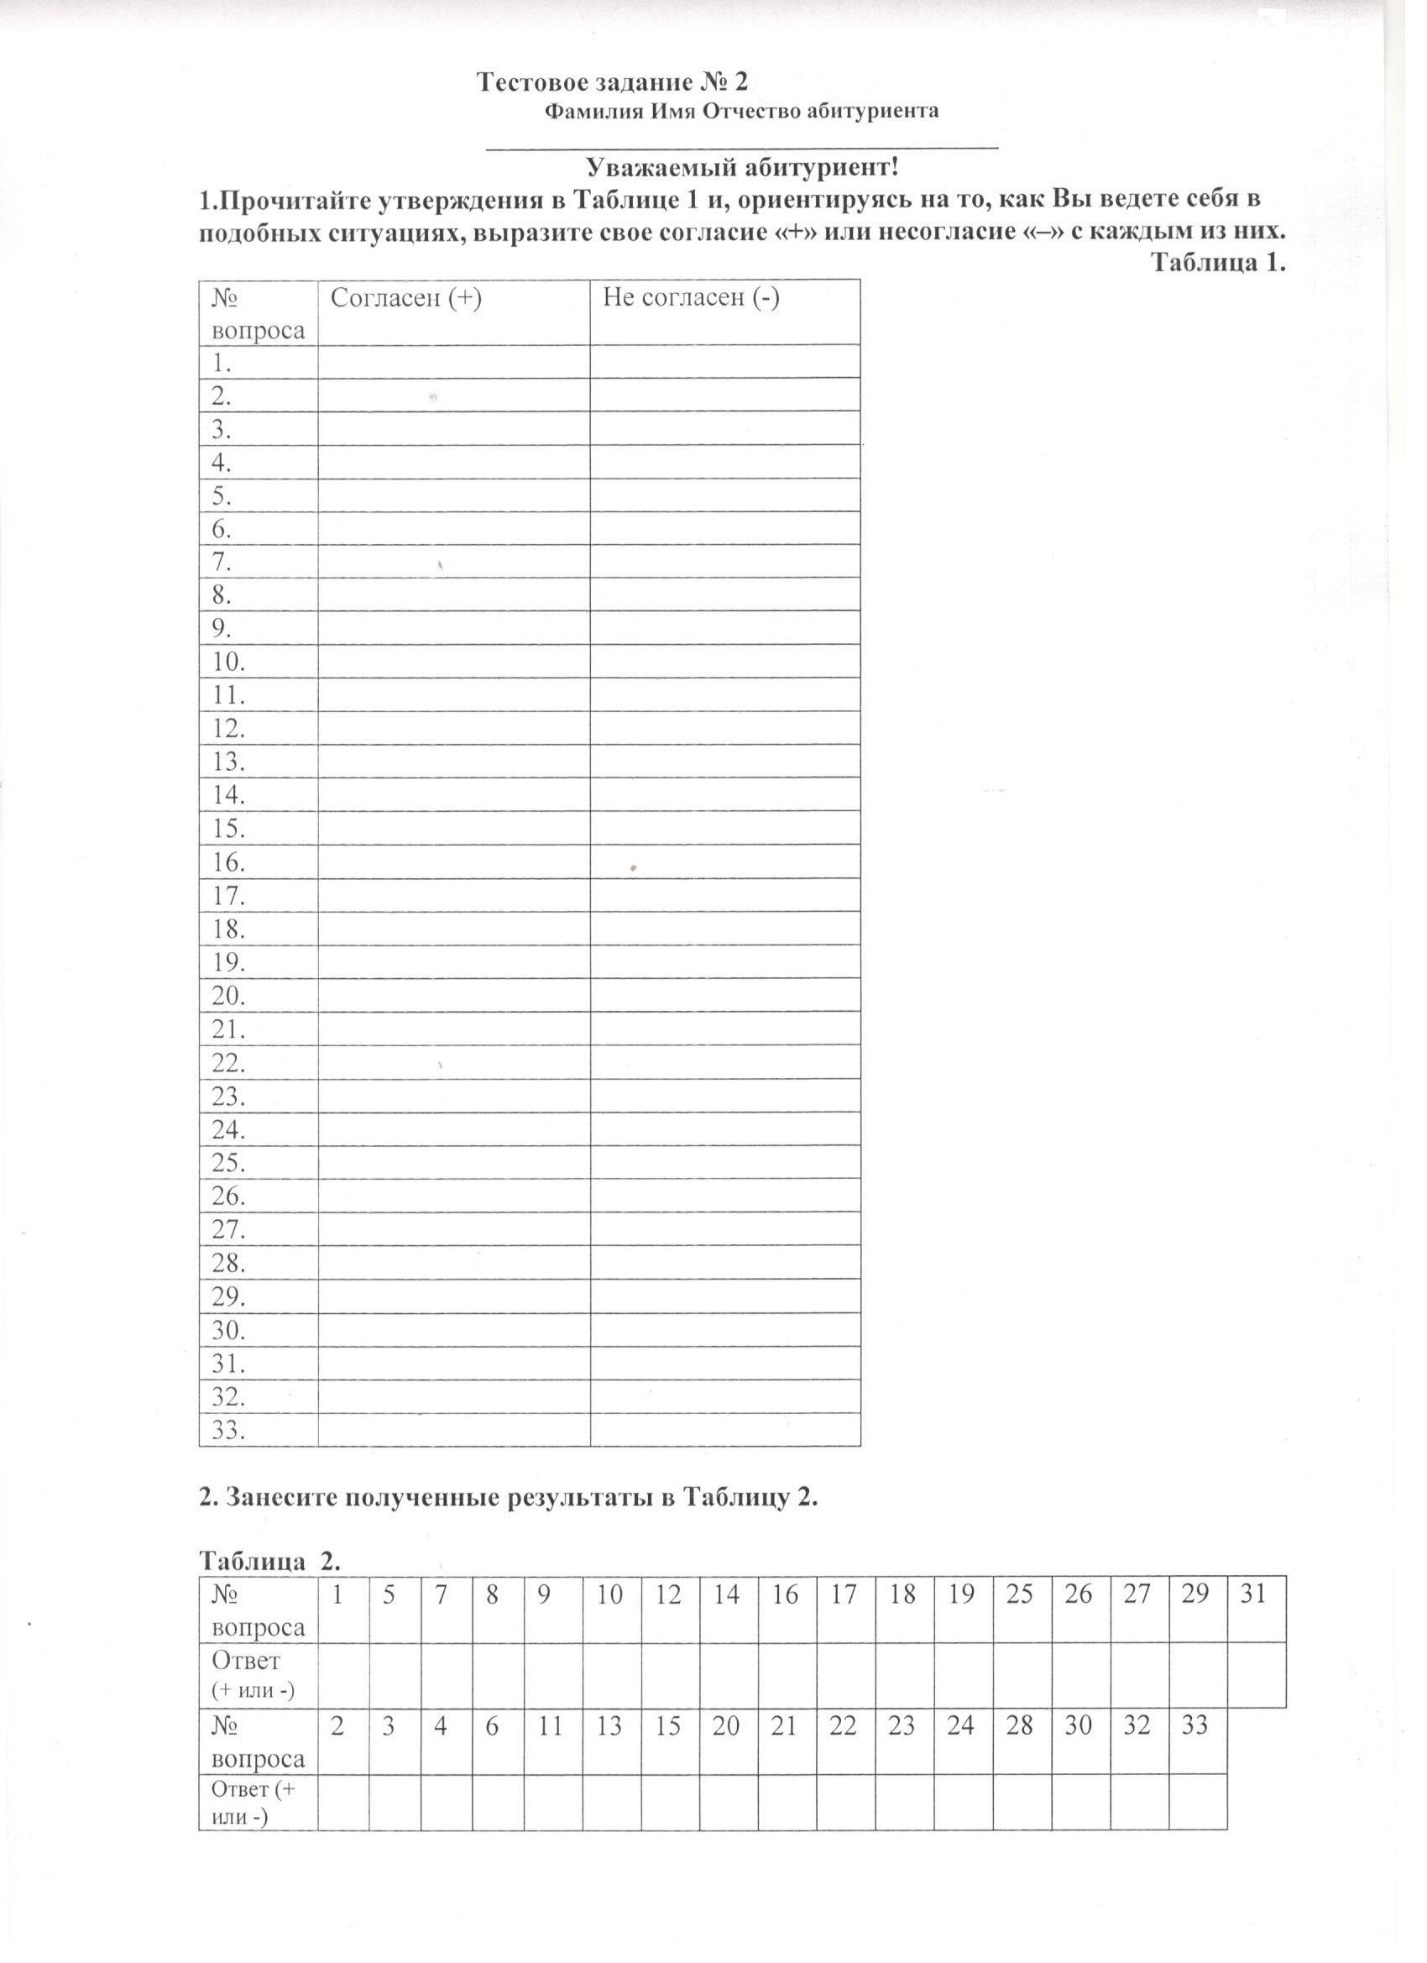 Тестовое задание № 2
Фамилия Имя Отчество абитуриента
Уважаемый абитуриент!
1.Прочитайте утверждения в Таблице 1 и, ориентируясь на то, как Вы ведете себя в
подобных ситуациях, выразите свое согласие «+» или несогласие «–» с каждым из них.
Таблица 1.
№ Согласен (+) Не согласен (-)
вопроса
1.
2.
3.
4.
5.
6.
7.
8.
9.
10.
11.
12.
13.
14.
15.
16.
17.
18.
19.
20.
21.
22.
23.
24.
25.
26.
27.
28.
29.
30.
31.
32.
33.
2. Занесите полученные результаты в Таблицу 2.
Таблица 2.
№ 1 5 7 8 9 10 12 14 16 17 18 19 25 26 27 29 31
вопроса
Ответ
(+ или -)
№ 2 3 4 6 11 13 15 20 21 22 23 24 28 30 32 33
вопроса
Ответ (+
или -)